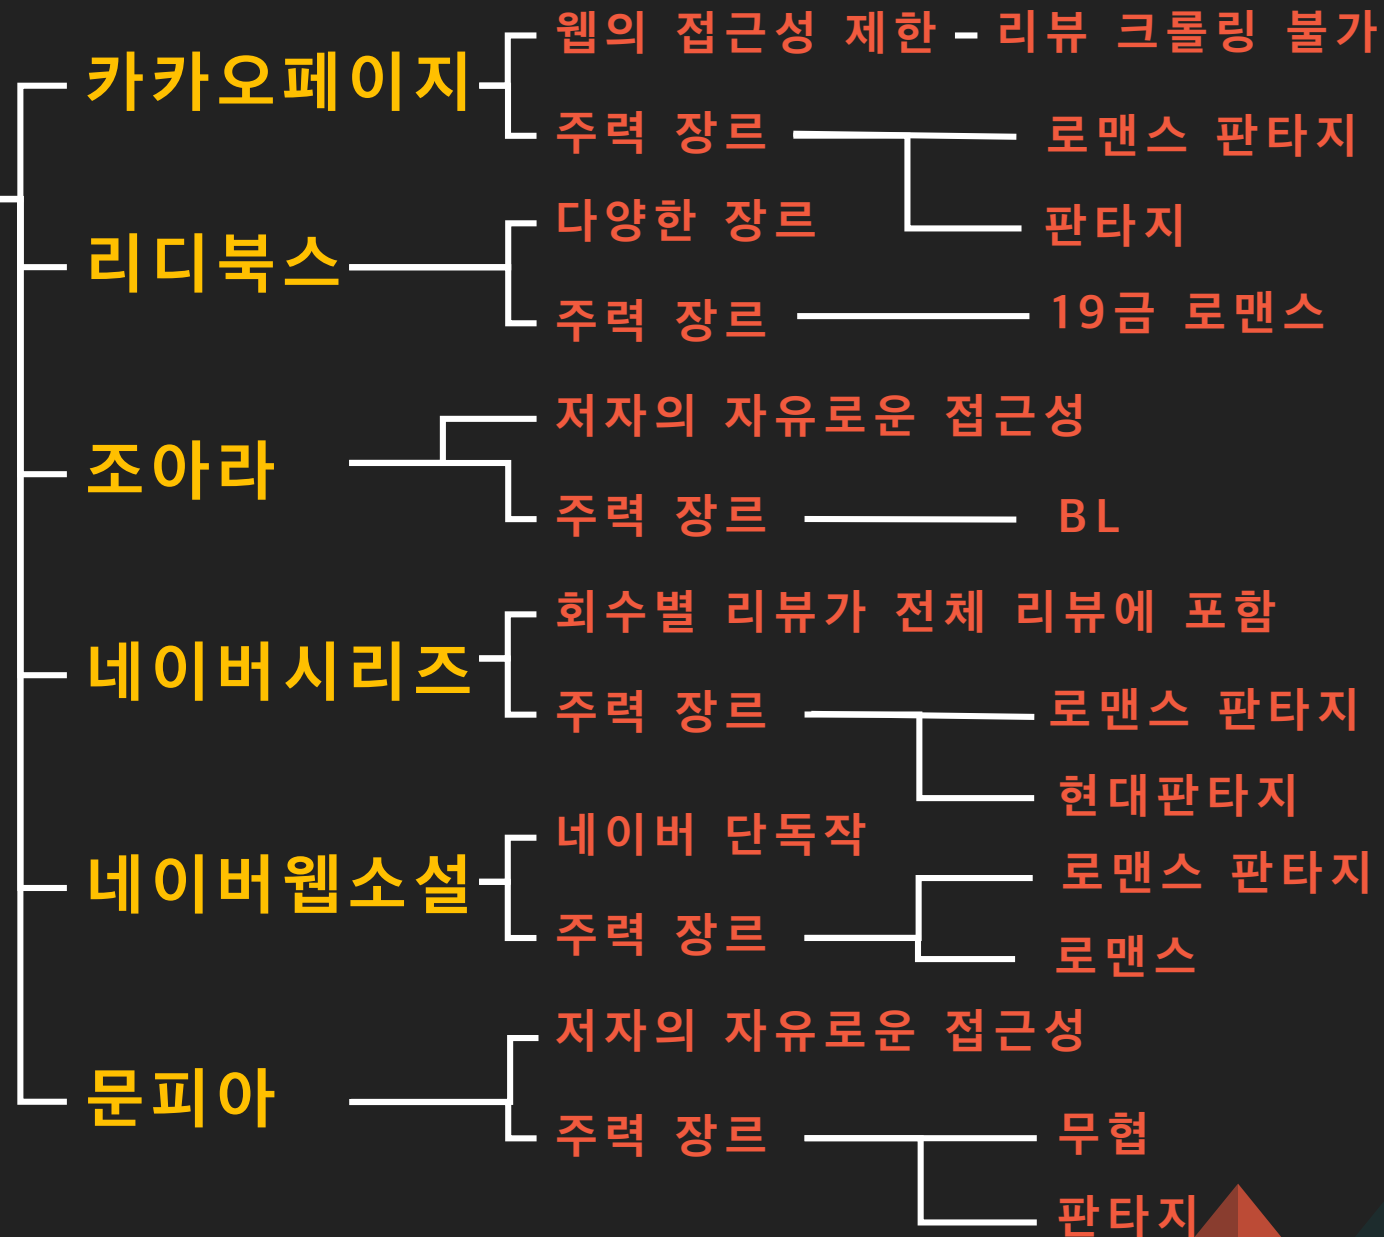 카카오페이지
웹의 접근성 제한 - 리뷰 크롤링 불가
주력 장르
로맨스 판타지
판타지
리디북스
다양한 장르
주력 장르
19금 로맨스
조아라
저자의 자유로운 접근성
주력 장르
BL
네이버시리즈
회수별 리뷰가 전체 리뷰에 포함
주력 장르
로맨스 판타지
현대판타지
네이버웹소설
네이버 단독작
주력 장르
로맨스 판타지
로맨스
문피아
저자의 자유로운 접근성
주력 장르
무협
판타지